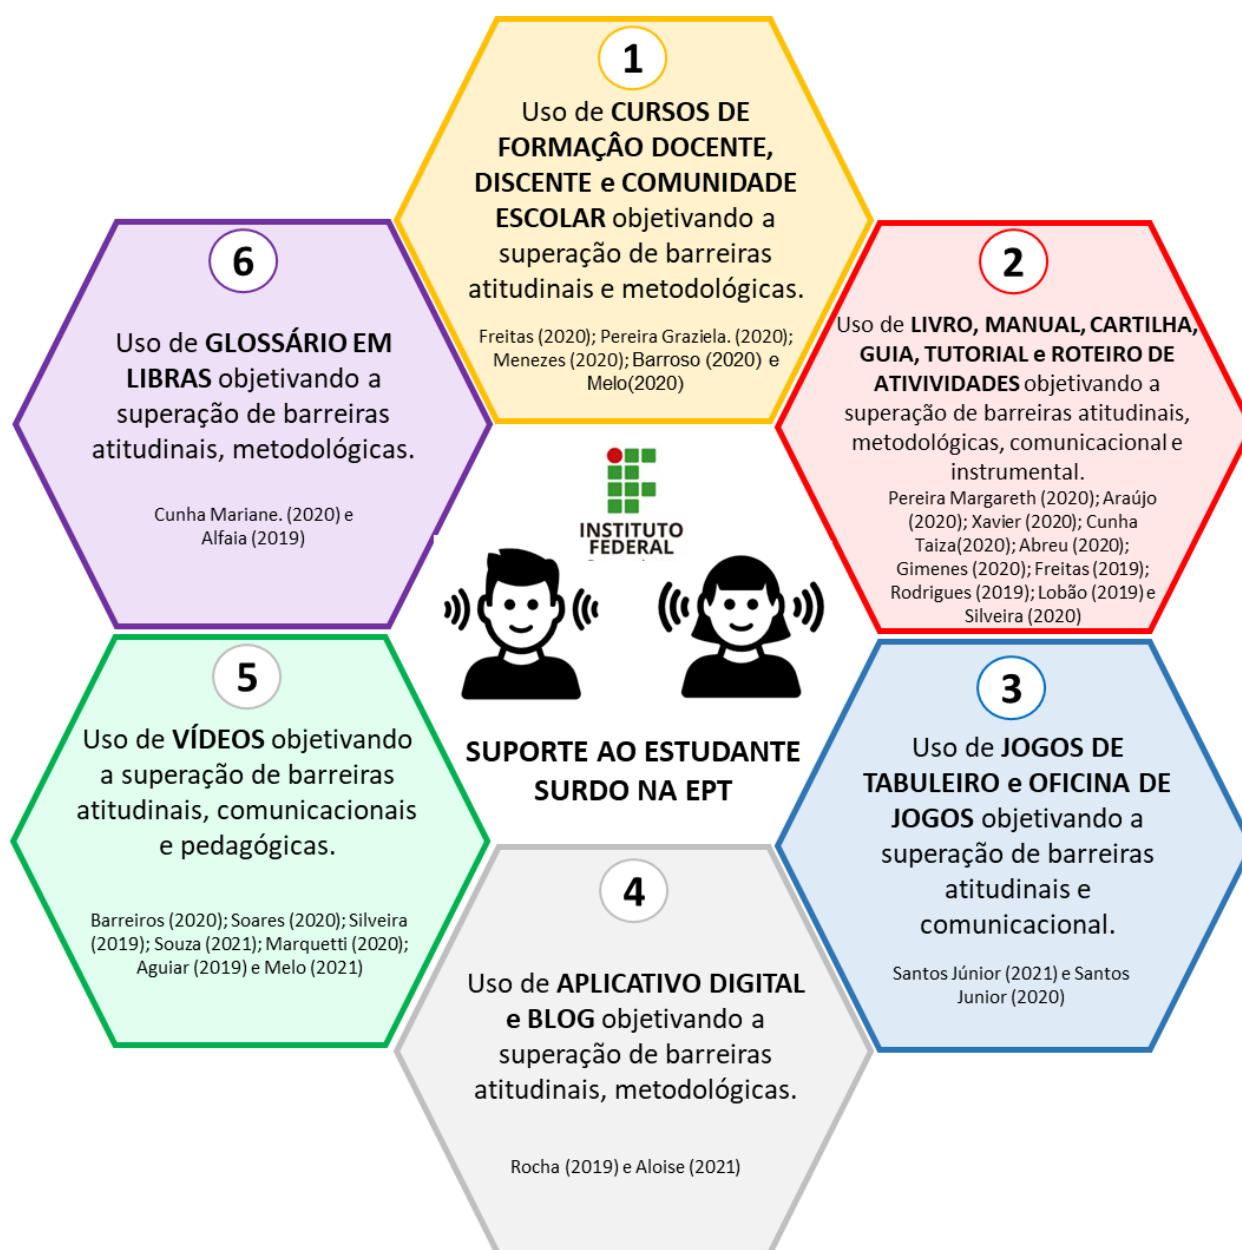 1
Uso de CURSOS DE
FORMAÇÂO DOCENTE,
DISCENTE e COMUNIDADE
ESCOLAR objetivando a
superação de barreiras
atitudinais e metodológicas.
Freitas (2020); Pereira Graziela. (2020);
Menezes (2020); Barroso (2020) e
Melo(2020)
2
Uso de LIVRO, MANUAL, CARTILHA,
GUIA, TUTORIAL e ROTEIRO DE
ATIVIVIDADES objetivando a
superação de barreiras atitudinais,
metodológicas, comunicacional e
instrumental.
Pereira Margareth (2020); Araújo
(2020); Xavier (2020); Cunha
Taiza(2020); Abreu (2020);
Gimenes (2020); Freitas (2019);
Rodrigues (2019); Lobão (2019) e
Silveira (2020)
3
Uso de JOGOS DE
TABULEIRO e OFICINA DE
JOGOS objetivando a
superação de barreiras
atitudinais e
comunicacional.
Santos Júnior (2021) e Santos
Junior (2020)
4
Uso de APLICATIVO DIGITAL
e BLOG objetivando a
superação de barreiras
atitudinais, metodológicas.
Rocha (2019) e Aloise (2021)
5
Uso de VÍDEOS objetivando
a superação de barreiras
atitudinais, comunicacionais
e pedagógicas.
Barreiros (2020); Soares (2020); Silveira
(2019); Souza (2021); Marquetti (2020);
Aguiar (2019) e Melo (2021)
6
Uso de GLOSSÁRIO EM
LIBRAS objetivando a
superação de barreiras
atitudinais, metodológicas.
Cunha Mariane. (2020) e
Alfaia (2019)
INSTITUTO
FEDERAL
SUPORTE AO ESTUDANTE
SURDO NA EPT